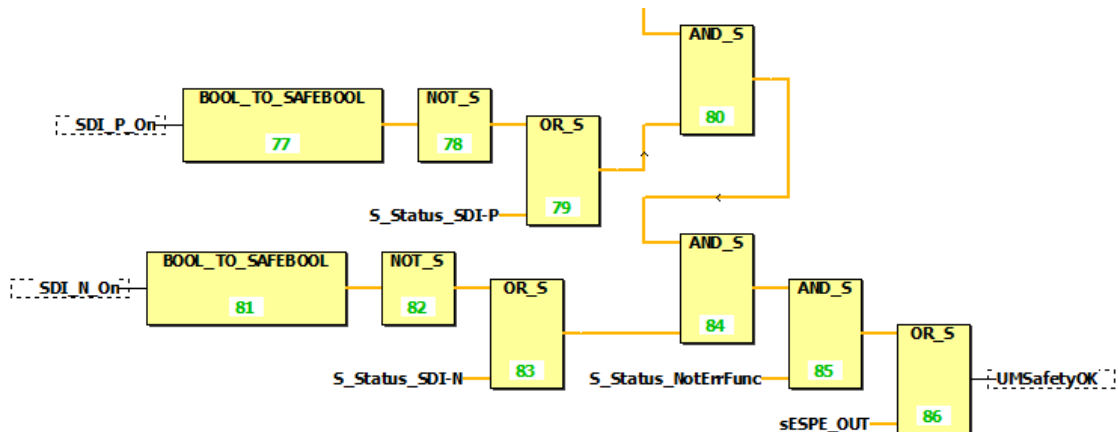 AND_S
80
BOOL_TO_SAFEBOOL
NOT_S
SDI_P_On
77
78
OR_S
S_Status_SDI-P
79
AND_S
BOOL_TO_SAFEBOOL
NOT_S
SDI_N_On
81
82
OR_S
AND_S
84
S_Status_SDI-N
83
S_Status_NotErrFunc
85
OR_S
UMSafetyOK
sESPE_OUT
86